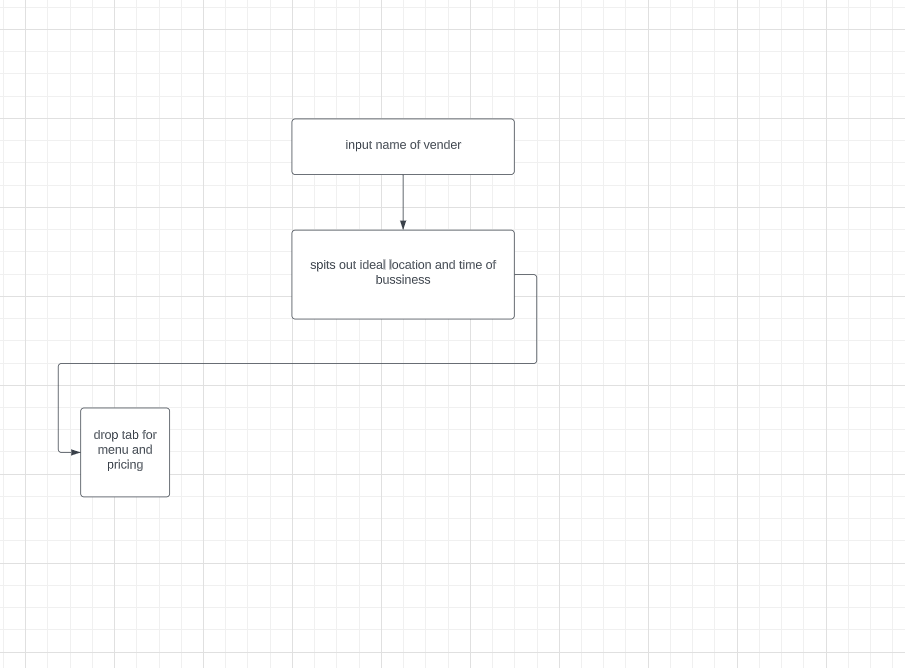 input name of vender
spits out ideal location and time of
bussiness
drop tab for
menu and
pricing